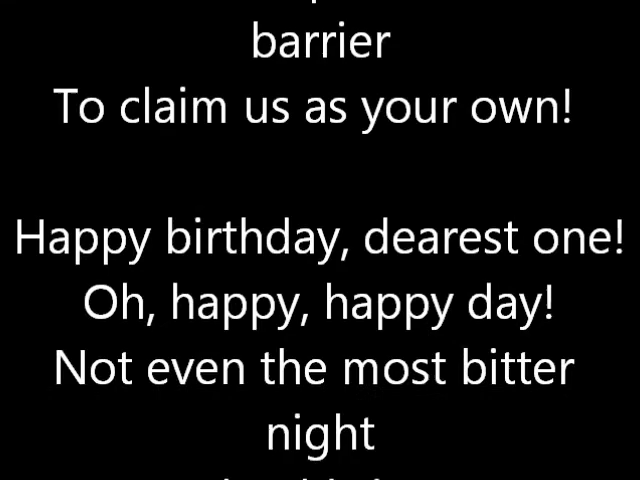 barrier
To claim us as your own!
Happy birthday, dearest one!
Oh, happy, happy day!
Not even the most bitter
night